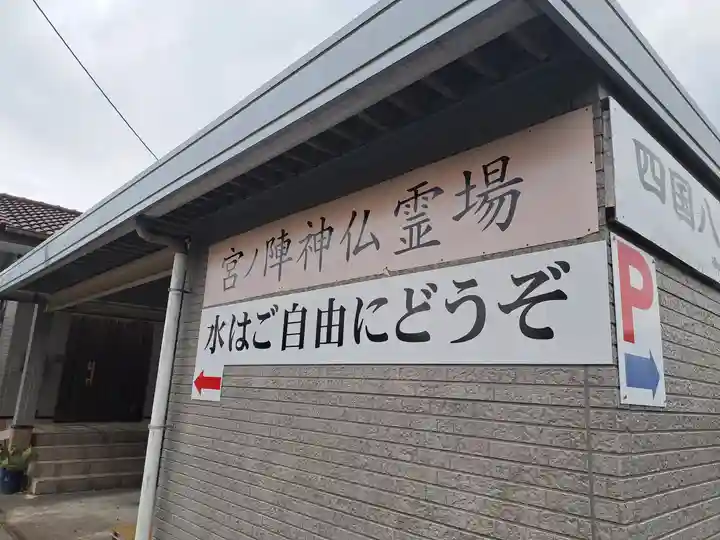 宮ノ陣神仏霊場
水はご自由にどうぞ
四国八
P